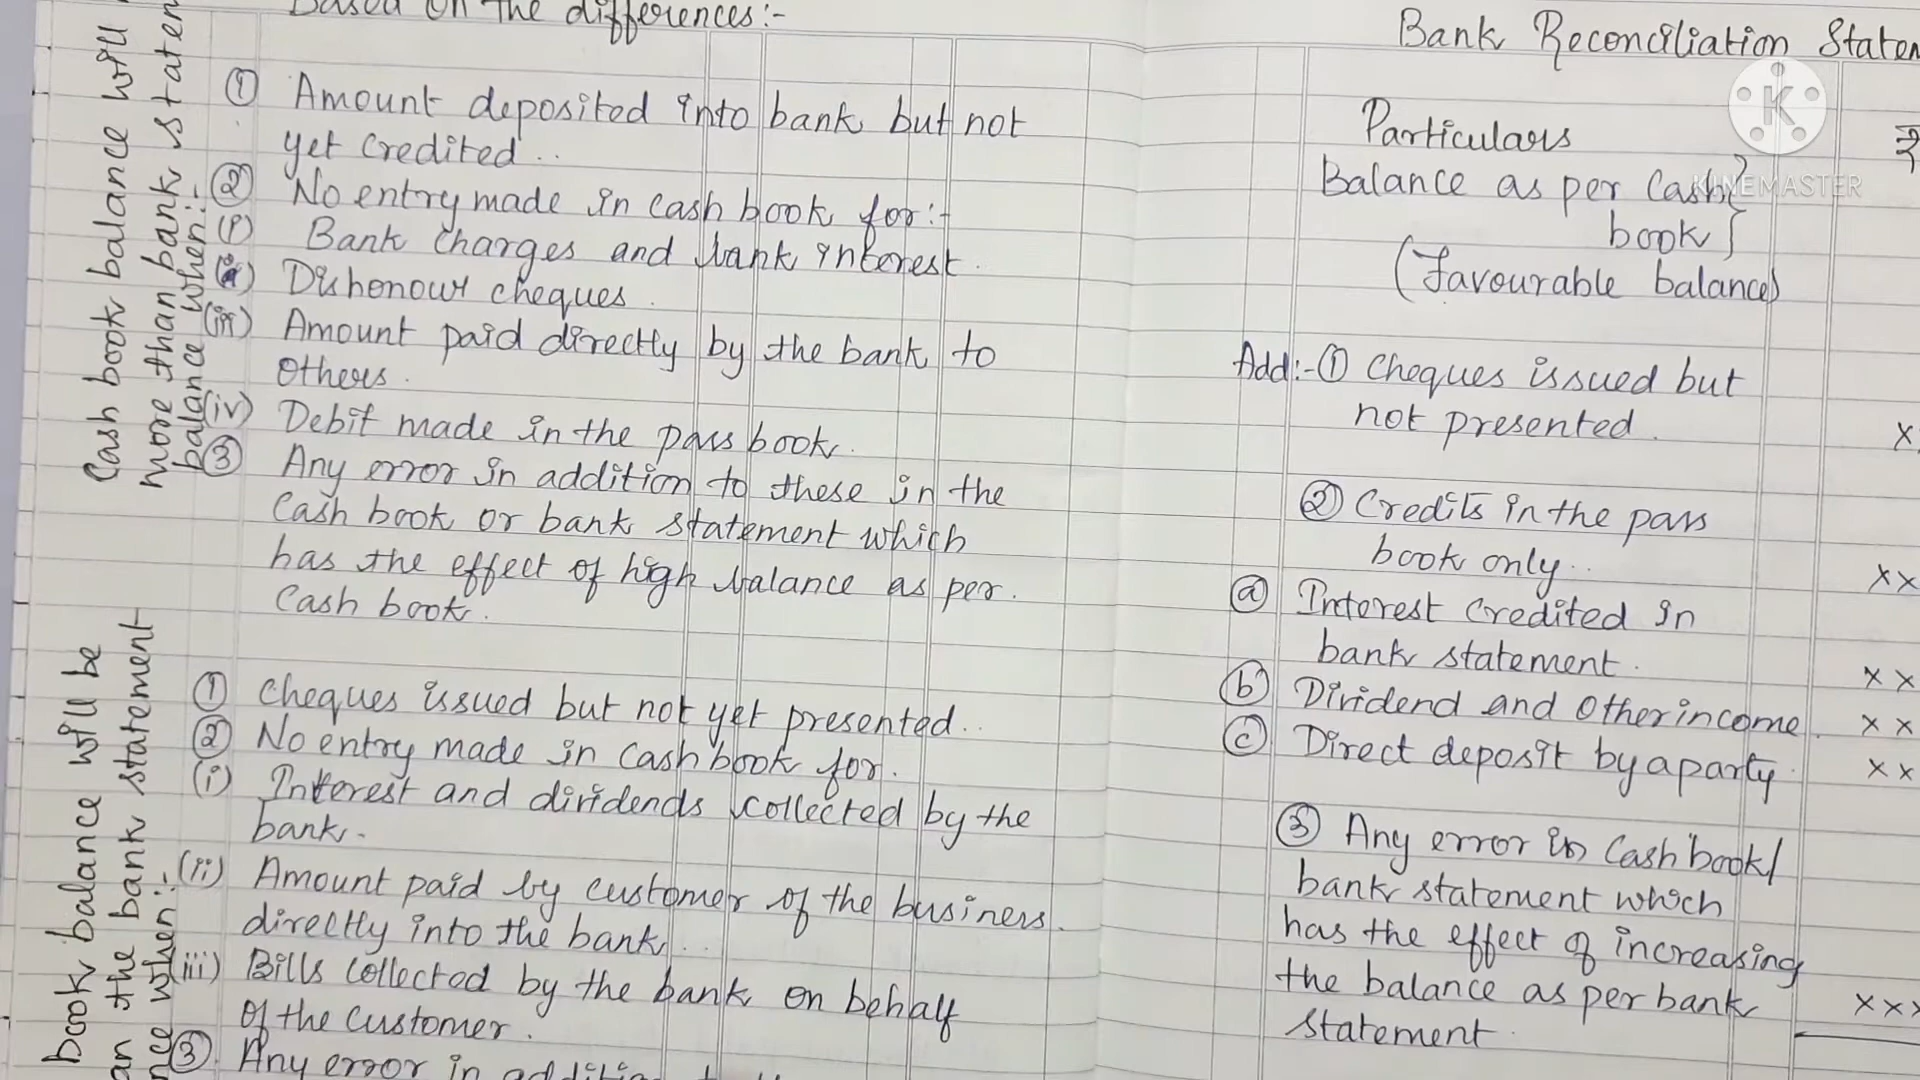 Based on the differences:-
Cash book balance will
more than bank statem
balance when:-
① Amount deposited into bank but not
yet credited..
② No entry made in cash book for:-
(i) Bank charges and bank interest.
Dishonour cheques.
(iii) Amount paid directly by the bank to
others.
(iv) Debit made in the pass book.
③ Any error in addition to these in the
Cash book or bank statement which
has the effect of high balance as per.
Cash book.
book balance will be
an the bank statement
nce when:-
① Cheques issued but not yet presented..
② No entry made in Cash book for.
(i) Interest and dividends collected by the
bank.
(ii) Amount paid by customer of the business.
directly into the bank..
(iii) Bills collected by the bank on behalf
of the customer.
③ Any error in addition
Bank Reconciliation Statem
Particulars ₹
Balance as per Cash
book
(favourable balance)
Add:- ① Cheques issued but
not presented. x
② Credits in the pass
book only.. xx
ⓐ Interest credited in
bank statement. xx
ⓑ Dividend and other income. xx
ⓒ Direct deposit by a party. xx
③ Any error in Cash book/
bank statement which
has the effect of increasing
the balance as per bank xxx
statement.
K
KINEMASTER